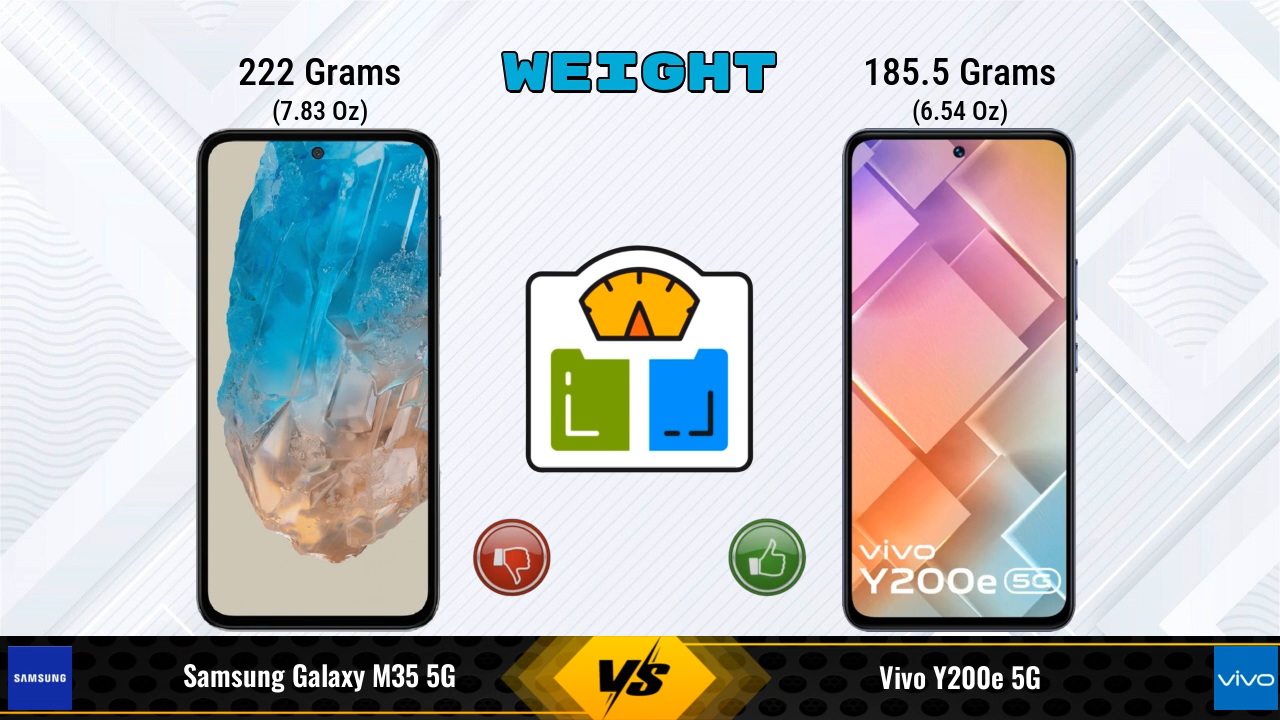 WEIGHT
222 Grams
(7.83 Oz)
185.5 Grams
(6.54 Oz)
vivo
Y200e 5G
SAMSUNG
Samsung Galaxy M35 5G
VS
Vivo Y200e 5G
vivo